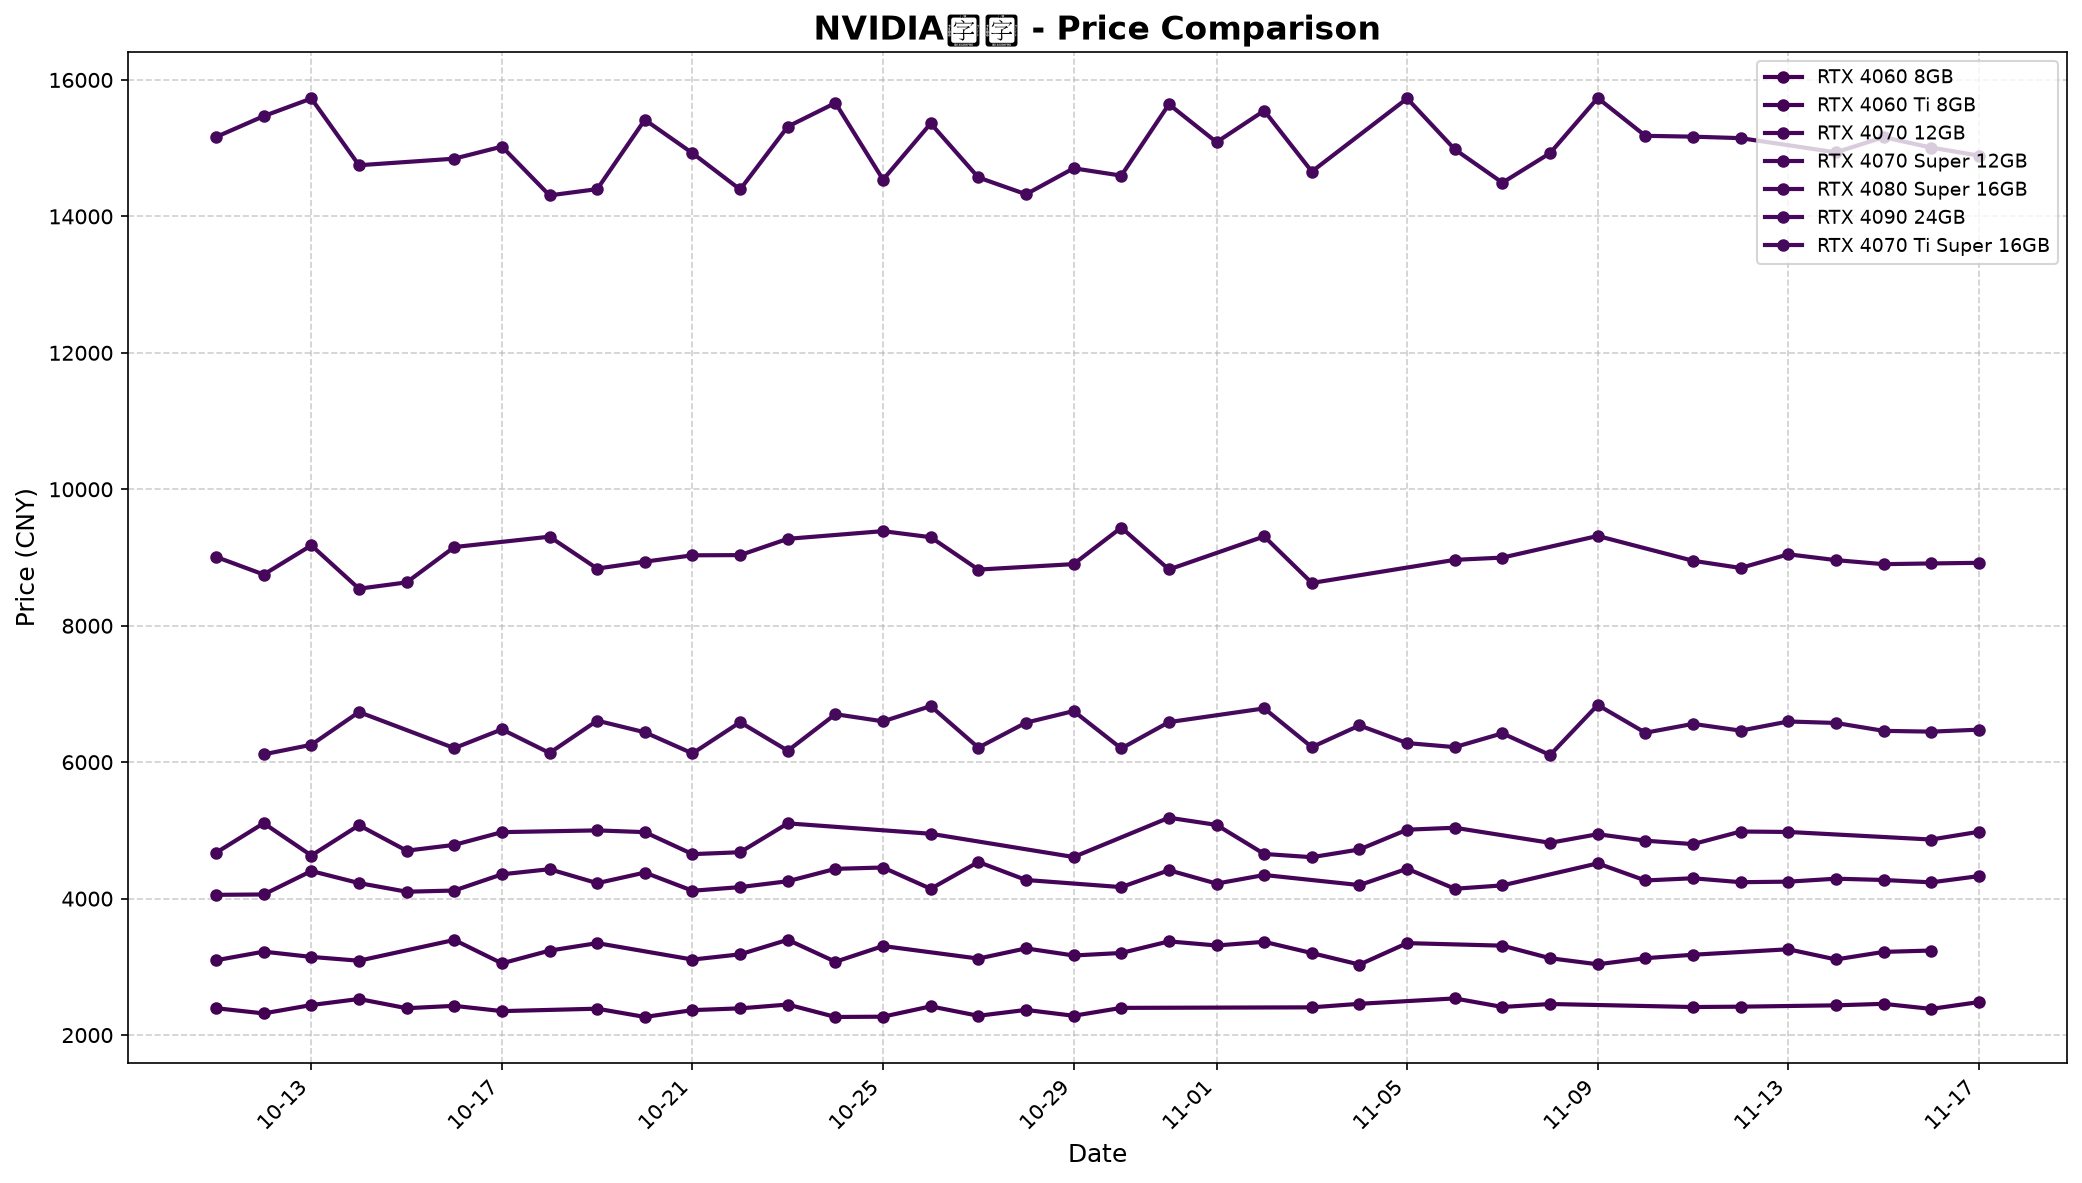 NVIDIA - Price Comparison
RTX 4060 8GB
RTX 4060 Ti 8GB
RTX 4070 12GB
RTX 4070 Super 12GB
RTX 4080 Super 16GB
RTX 4090 24GB
RTX 4070 Ti Super 16GB
Price (CNY)
16000
14000
12000
10000
8000
6000
4000
2000
10-13
10-17
10-21
10-25
10-29
11-01
11-05
11-09
11-13
11-17
Date